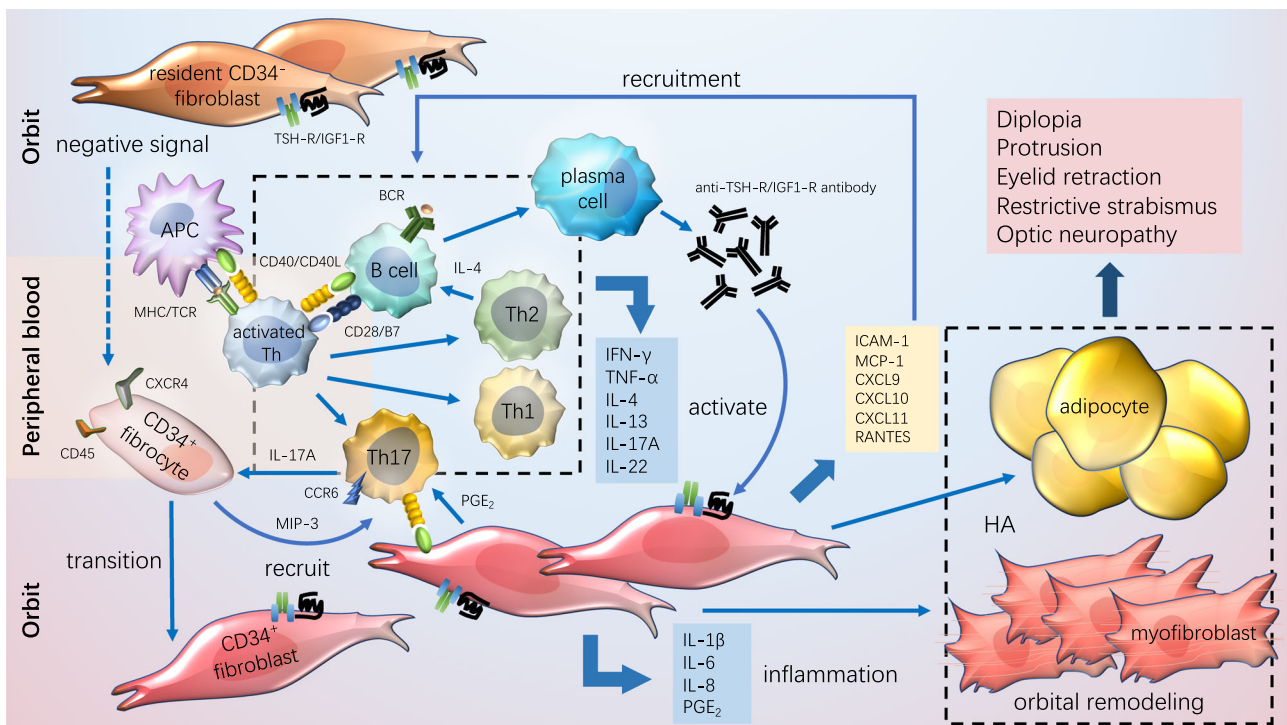 Orbit
Peripheral blood
Orbit
resident CD34⁻
fibroblast
TSH-R/IGF1-R
negative signal
recruitment
APC
MHC/TCR
activated
Th
CD40/CD40L
CD28/B7
BCR
B cell
IL-4
plasma
cell
anti-TSH-R/IGF1-R antibody
Th2
Th1
Th17
IL-17A
CCR6
PGE₂
MIP-3
CXCR4
CD45
CD34⁺
fibrocyte
transition
recruit
CD34⁺
fibroblast
IFN-γ
TNF-α
IL-4
IL-13
IL-17A
IL-22
activate
ICAM-1
MCP-1
CXCL9
CXCL10
CXCL11
RANTES
IL-1β
IL-6
IL-8
PGE₂
inflammation
Diplopia
Protrusion
Eyelid retraction
Restrictive strabismus
Optic neuropathy
adipocyte
HA
myofibroblast
orbital remodeling